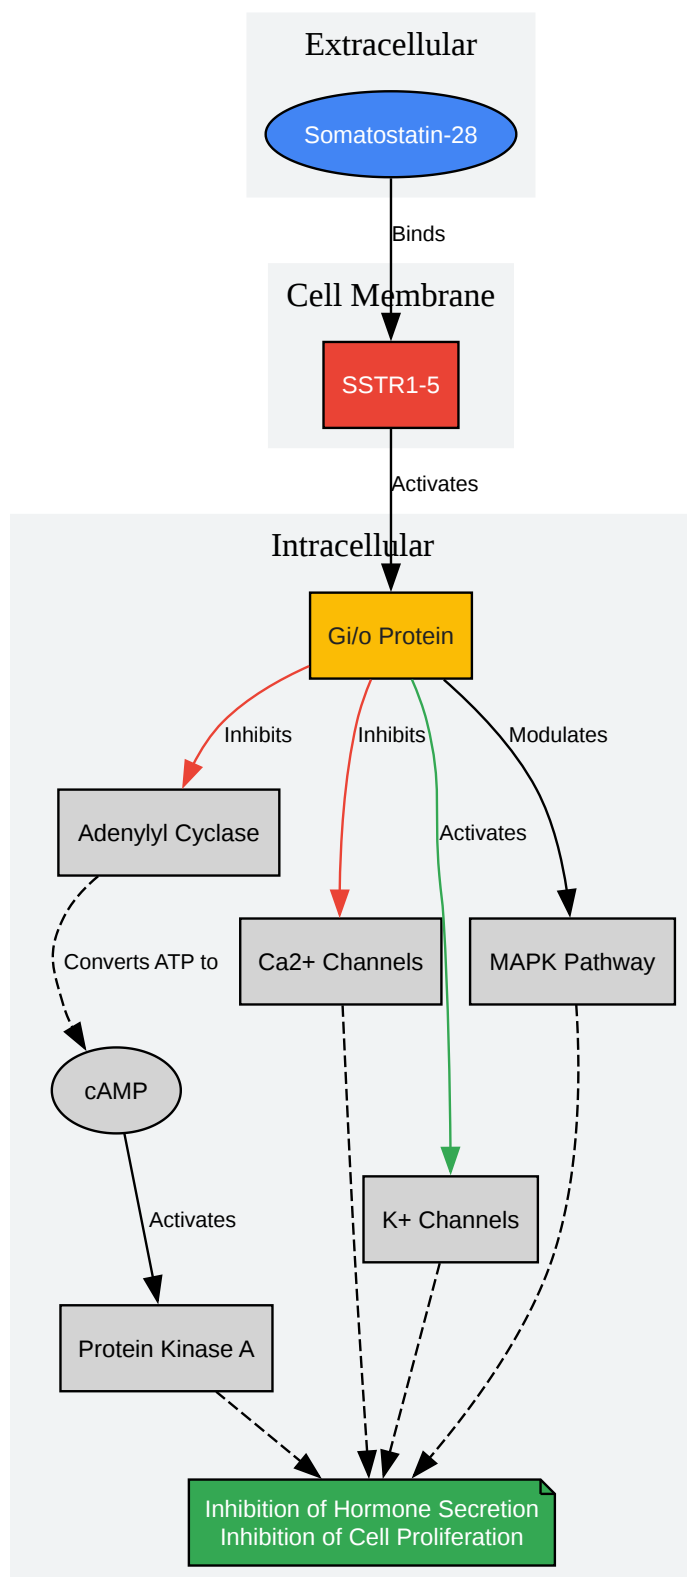 Extracellular
Somatostatin-28
Binds
Cell Membrane
SSTR1-5
Activates
Intracellular
Gi/o Protein
Inhibits
Inhibits
Modulates
Adenylyl Cyclase
Activates
Converts ATP to
Ca2+ Channels
MAPK Pathway
cAMP
Activates
K+ Channels
Protein Kinase A
Inhibition of Hormone Secretion
Inhibition of Cell Proliferation